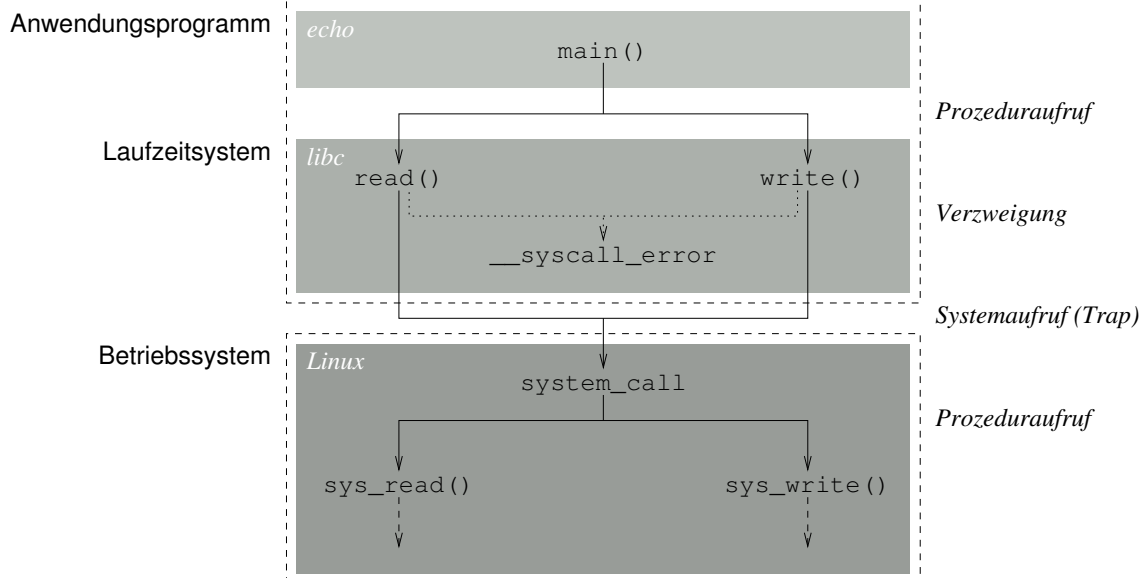 Anwendungsprogramm
echo
main()
Prozeduraufruf
Laufzeitsystem
libc
read()
write()
Verzweigung
__syscall_error
Systemaufruf (Trap)
Betriebssystem
Linux
system_call
Prozeduraufruf
sys_read()
sys_write()